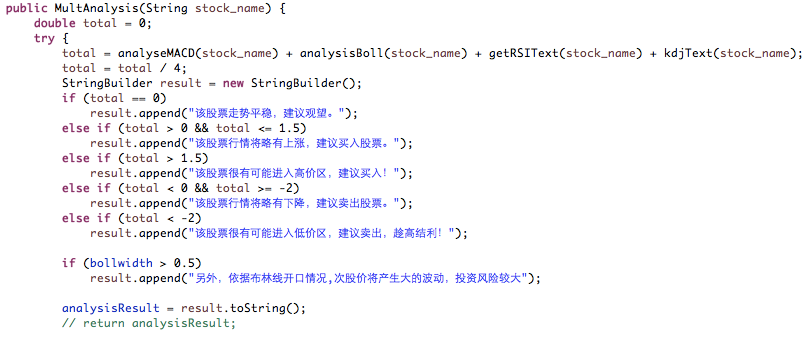 public MultAnalysis(String stock_name) {
    double total = 0;
    try {
        total = analyseMACD(stock_name) + analysisBoll(stock_name) + getRSIText(stock_name) + kdjText(stock_name);
        total = total / 4;
        StringBuilder result = new StringBuilder();
        if (total == 0)
            result.append("该股票走势平稳，建议观望。");
        else if (total > 0 && total <= 1.5)
            result.append("该股票行情将略有上涨，建议买入股票。");
        else if (total > 1.5)
            result.append("该股票很有可能进入高价区，建议买入！");
        else if (total < 0 && total >= -2)
            result.append("该股票行情将略有下降，建议卖出股票。");
        else if (total < -2)
            result.append("该股票很有可能进入低价区，建议卖出，趁高结利！");

        if (bollwidth > 0.5)
            result.append("另外，依据布林线开口情况,次股价将产生大的波动，投资风险较大");

        analysisResult = result.toString();
        // return analysisResult;